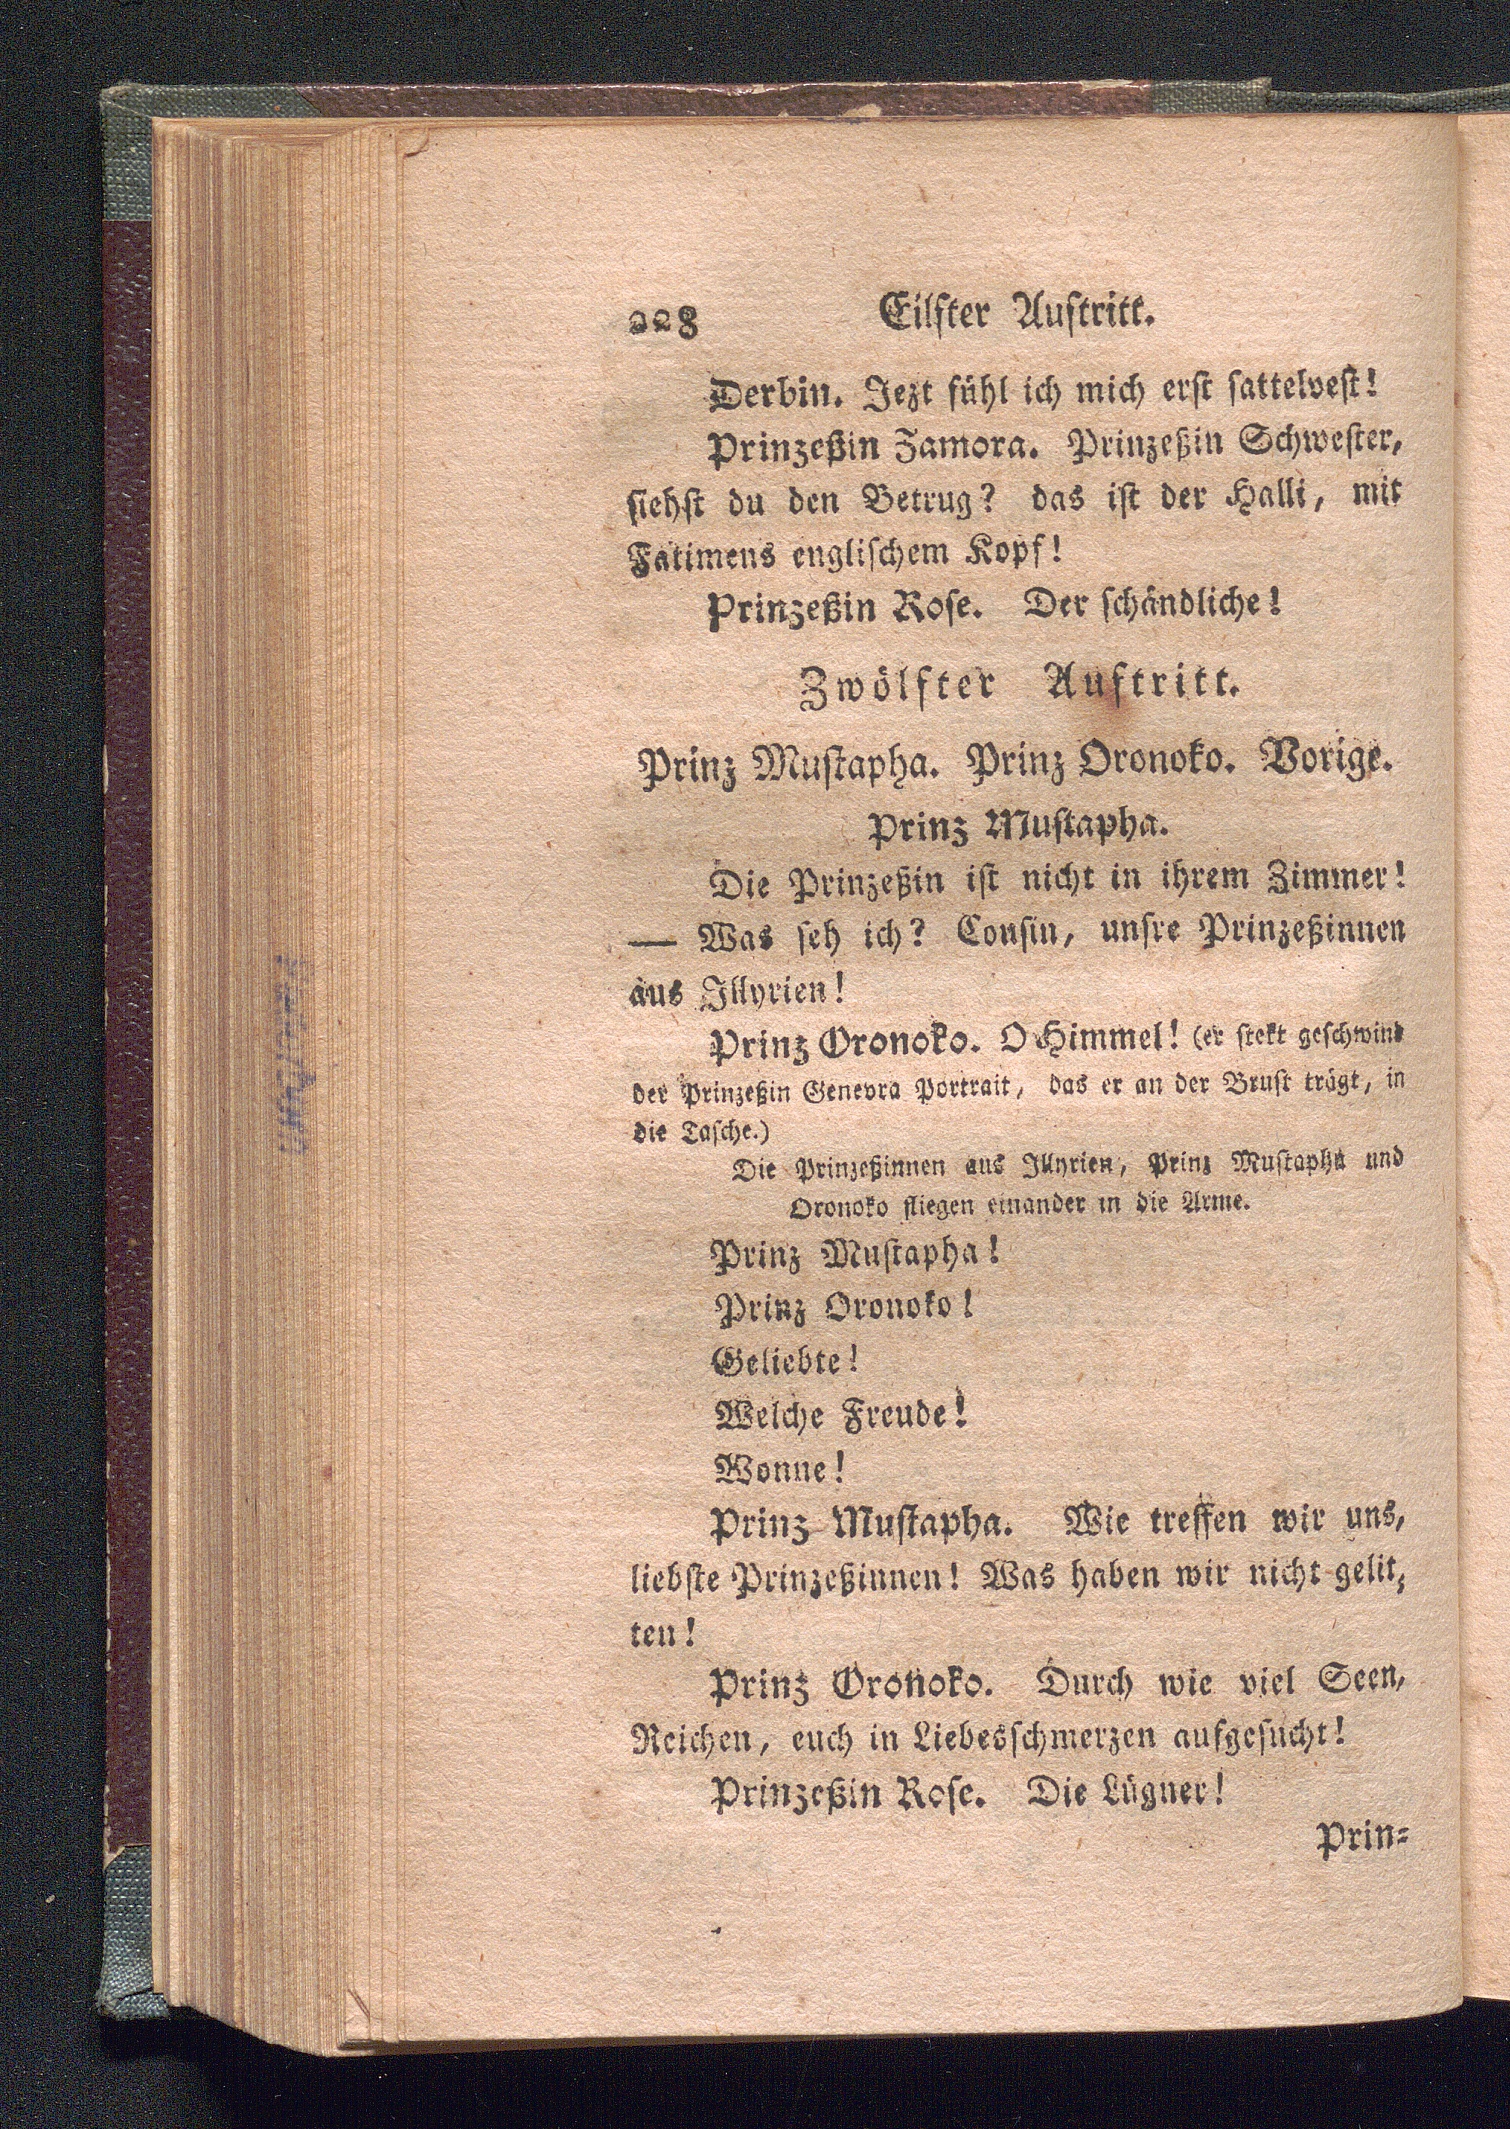 228 Eilfter Auftritt.
Derbin. Jezt fühl ich mich erst sattelvest!
Prinzeßin Zamora. Prinzeßin Schwester,
siehst du den Betrug? das ist der Halli, mit
Fatimens englischem Kopf!
Prinzeßin Rose. Der schändliche!
Zwölfter Auftritt.
Prinz Mustapha. Prinz Oronoko. Vorige.
Prinz Mustapha.
Die Prinzeßin ist nicht in ihrem Zimmer!
— Was seh ich? Cousin, unsre Prinzeßinnen
aus Illyrien!
Prinz Oronoko. O Himmel! (er stekt geschwind
der Prinzeßin Genevra Portrait, das er an der Brust trägt, in
die Tasche.)
Die Prinzeßinnen aus Illyrien, Prinz Mustapha und
Oronoko fliegen einander in die Arme.
Prinz Mustapha!
Prinz Oronoko!
Geliebte!
Welche Freude!
Wonne!
Prinz Mustapha. Wie treffen wir uns,
liebste Prinzeßinnen! Was haben wir nicht gelit-
ten!
Prinz Oronoko. Durch wie viel Seen,
Reichen, euch in Liebesschmerzen aufgesucht!
Prinzeßin Rose. Die Lügner!
Prin-